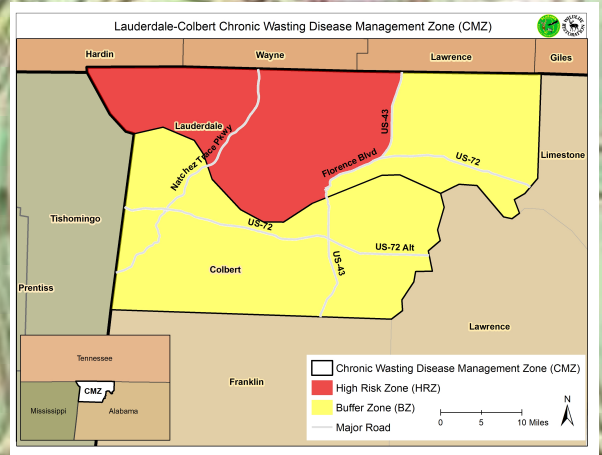 Lauderdale-Colbert Chronic Wasting Disease Management Zone (CMZ)
Hardin
Wayne
Lawrence
Giles
Lauderdale
US-43
Natchez Trace Pkwy
Florence Blvd
US-72
Limestone
Tishomingo
US-72
US-72 Alt
US-43
Colbert
Prentiss
Lawrence
Franklin
Tennessee
CMZ
Mississippi
Alabama
Chronic Wasting Disease Management Zone (CMZ)
High Risk Zone (HRZ)
Buffer Zone (BZ)
Major Road
N
0 5 10 Miles